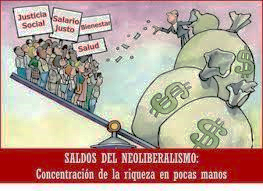 Justicia
Social
Salario
Justo
Bienestar
Salud
$
$
$
$
SALDOS DEL NEOLIBERALISMO:
Concentración de la riqueza en pocas manos